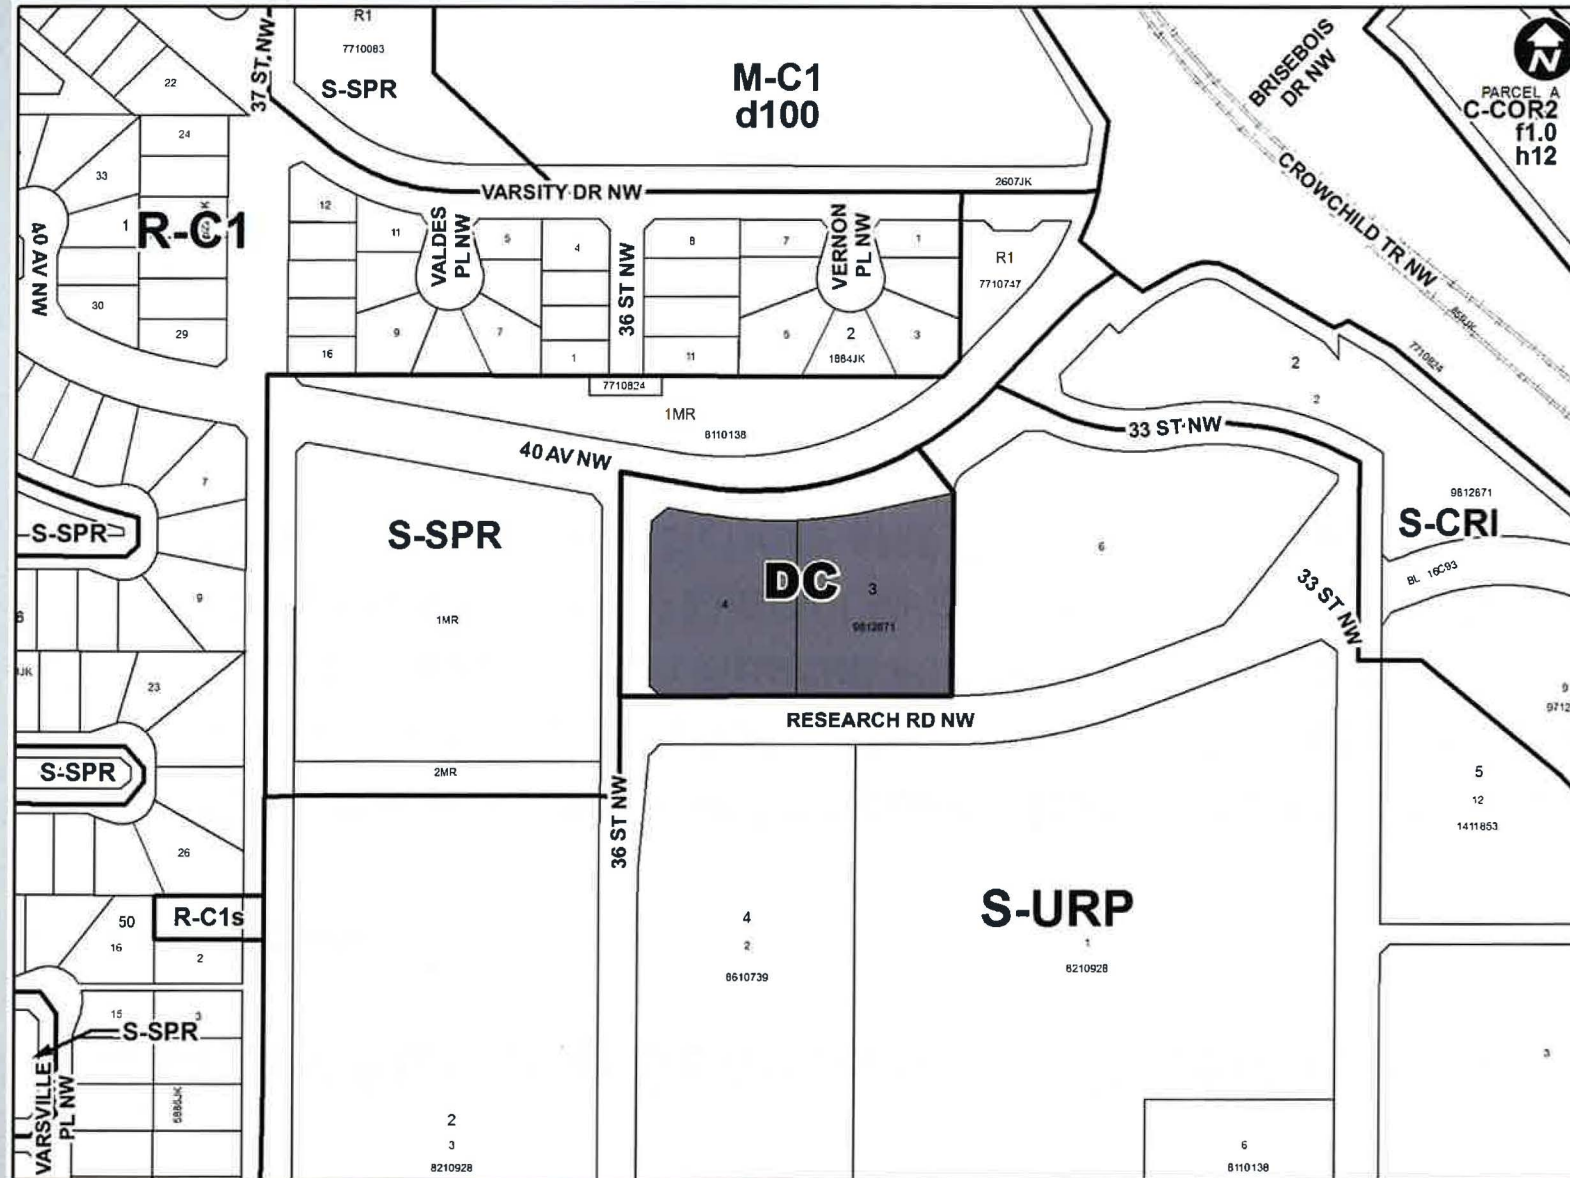 R1
7710083
S-SPR
37 ST. NW
22
M-C1
d100
BRISEBOIS
DR NW
N
PARCEL A
C-COR2
f1.0
h12
CROWCHILD TR NW
24
33
1
R-C1
40 AV NW
30
29
VARSITY DR NW
2607JK
12
11
VALDES
PL NW
5
4
36 ST NW
8
7
VERNON
PL NW
1
R1
7710747
16
9
7
1
11
5
2
1884JK
3
7710824
1MR
8110138
40 AV NW
7710824
2
2
33 ST NW
7
S-SPR
9
S-SPR
1MR
DC
4
3
9812671
6
9812671
S-CRI
BL 16C93
33 ST NW
23
S-SPR
2MR
RESEARCH RD NW
9
9712
5
12
1411853
36 ST NW
26
50
R-C1s
16
2
4
2
8610739
S-URP
1
8210928
15
3
S-SPR
VARSVILLE
PL NW
5885JK
2
3
8210928
6
8110138
3